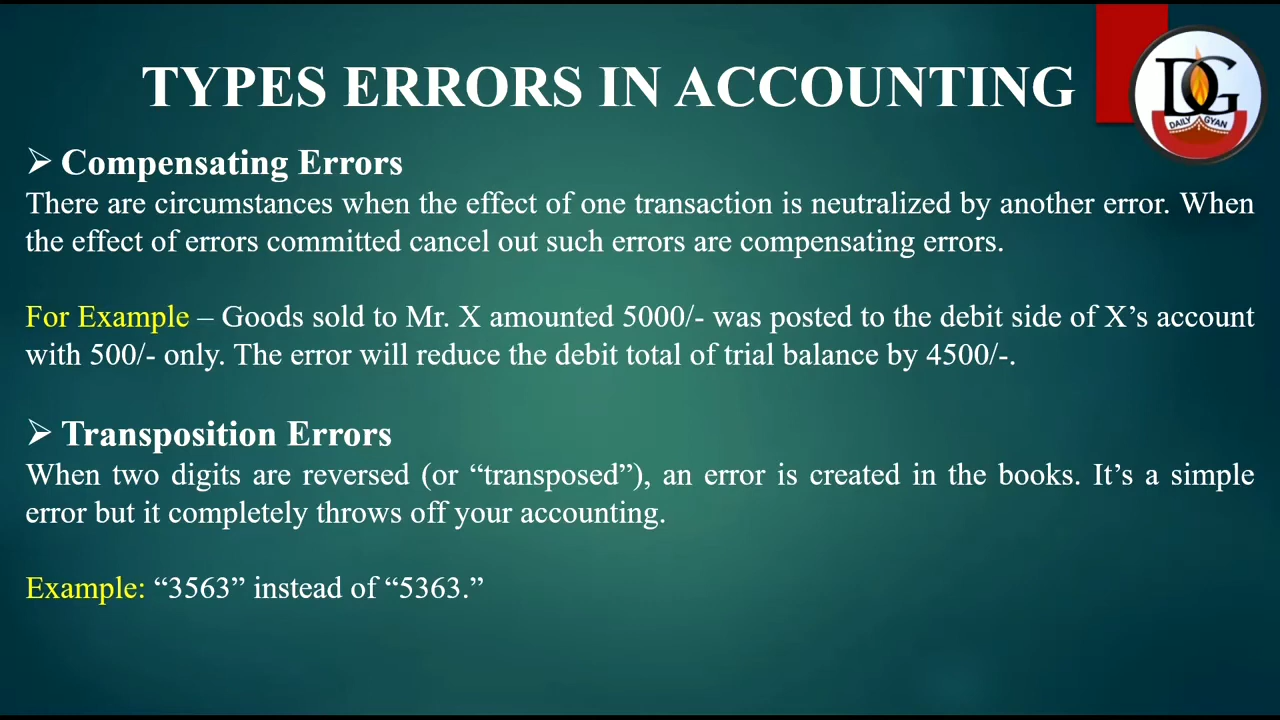 TYPES ERRORS IN ACCOUNTING
DG
DAILY GYAN
➢ Compensating Errors
There are circumstances when the effect of one transaction is neutralized by another error. When
the effect of errors committed cancel out such errors are compensating errors.
For Example – Goods sold to Mr. X amounted 5000/- was posted to the debit side of X’s account
with 500/- only. The error will reduce the debit total of trial balance by 4500/-.
➢ Transposition Errors
When two digits are reversed (or “transposed”), an error is created in the books. It’s a simple
error but it completely throws off your accounting.
Example: “3563” instead of “5363.”